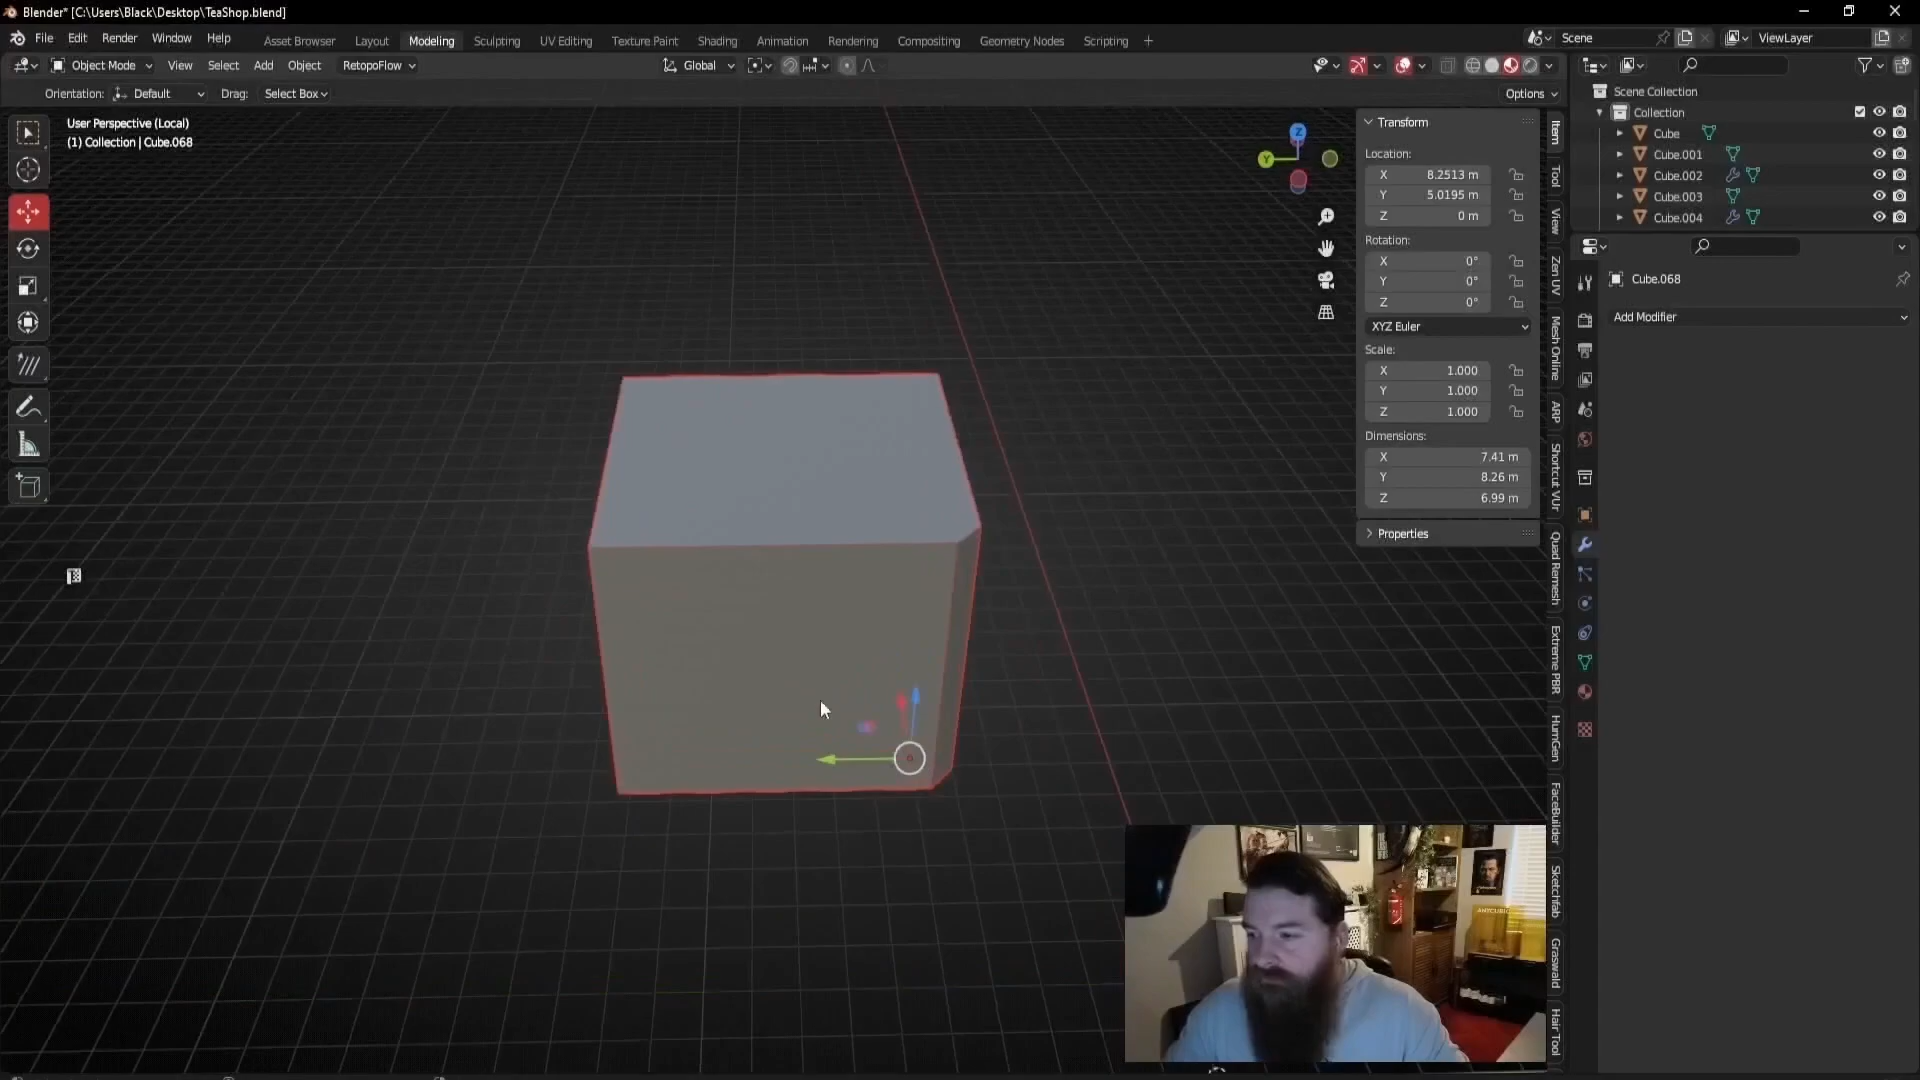 Blender* [C:\Users\Black\Desktop\TeaShop.blend]
File Edit Render Window Help Asset Browser Layout Modeling Sculpting UV Editing Texture Paint Shading Animation Rendering Compositing Geometry Nodes Scripting + Scene ViewLayer
Object Mode View Select Add Object RetopoFlow Global
Orientation: Default Drag: Select Box Options
User Perspective (Local)
(1) Collection | Cube.068
Z
Y
Transform
Location:
X 8.2513 m
Y 5.0195 m
Z 0 m
Rotation:
X 0°
Y 0°
Z 0°
XYZ Euler
Scale:
X 1.000
Y 1.000
Z 1.000
Dimensions:
X 7.41 m
Y 8.26 m
Z 6.99 m
Properties
Item
Tool
View
Zen UV
Mesh Online
ARP
Shortcut VUr
Quad Remesh
Extreme PBR
HumGen
FaceBuilder
Sketchfab
Graswald
Hair Tool
Scene Collection
Collection
Cube
Cube.001
Cube.002
Cube.003
Cube.004
Cube.068
Add Modifier
ANYCUBIC